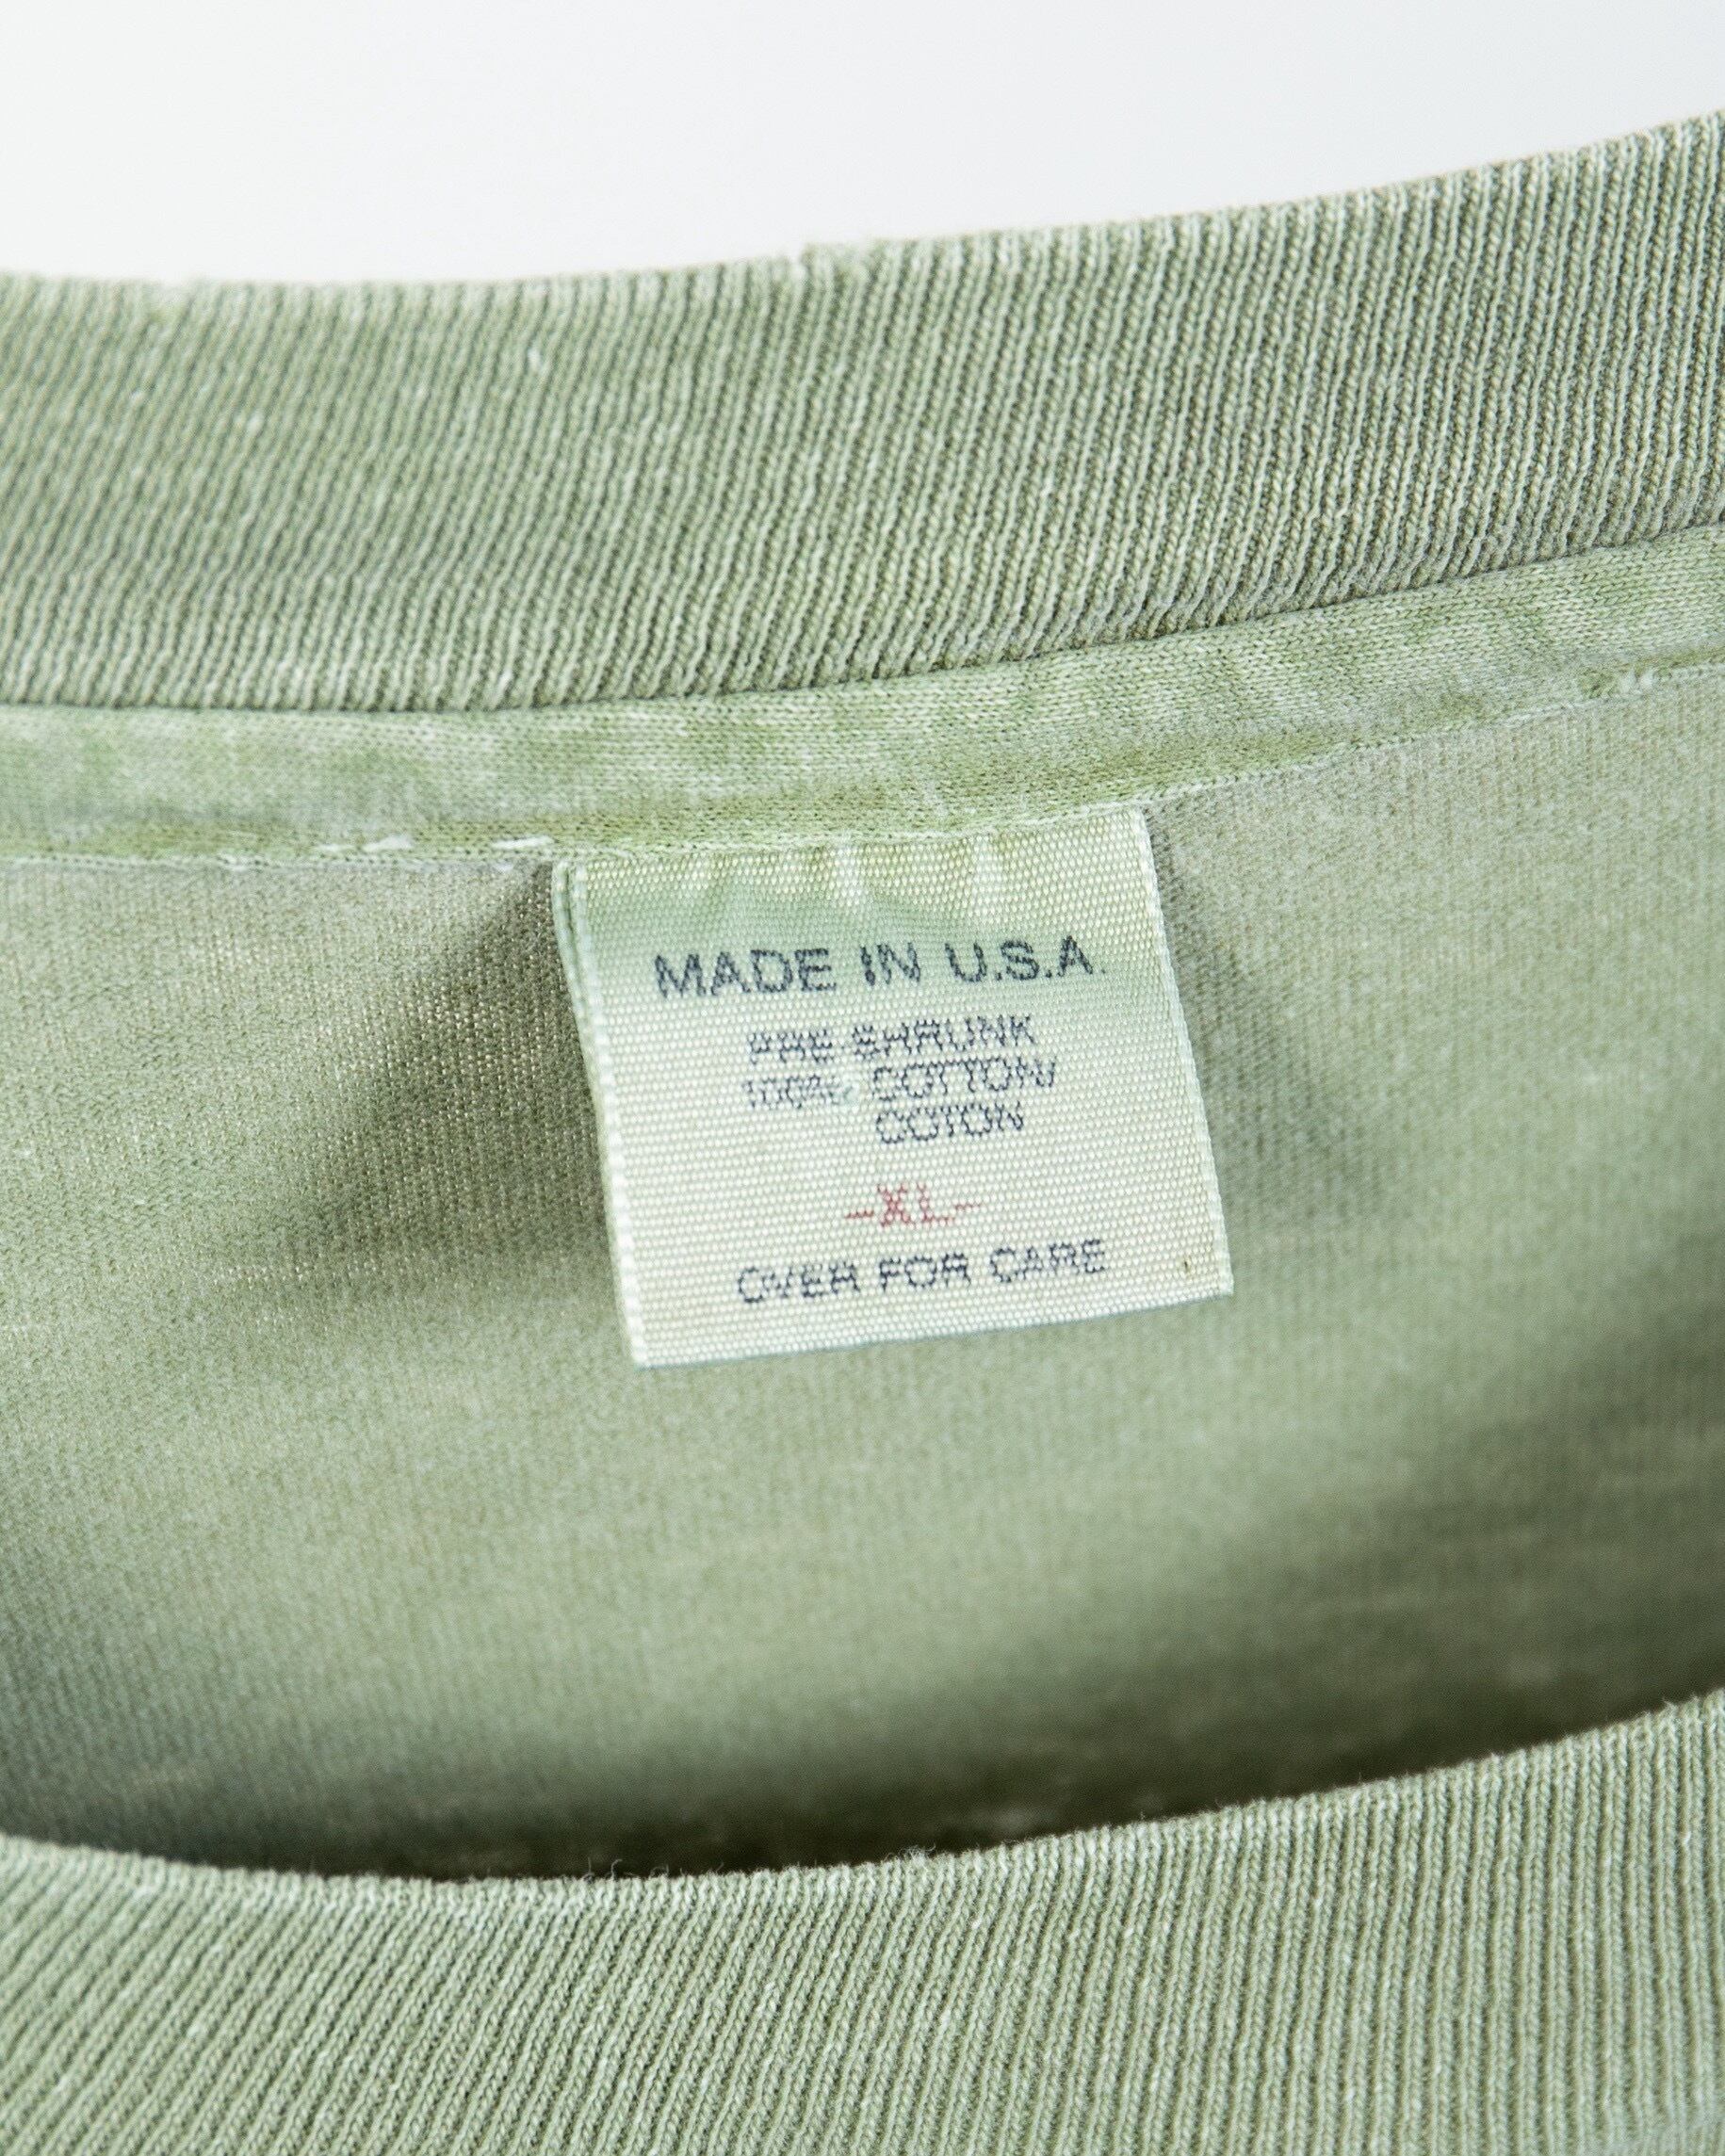 MADE IN U.S.A.
PRE-SHRUNK
100% COTTON/
COTON
-XL-
OVER FOR CARE